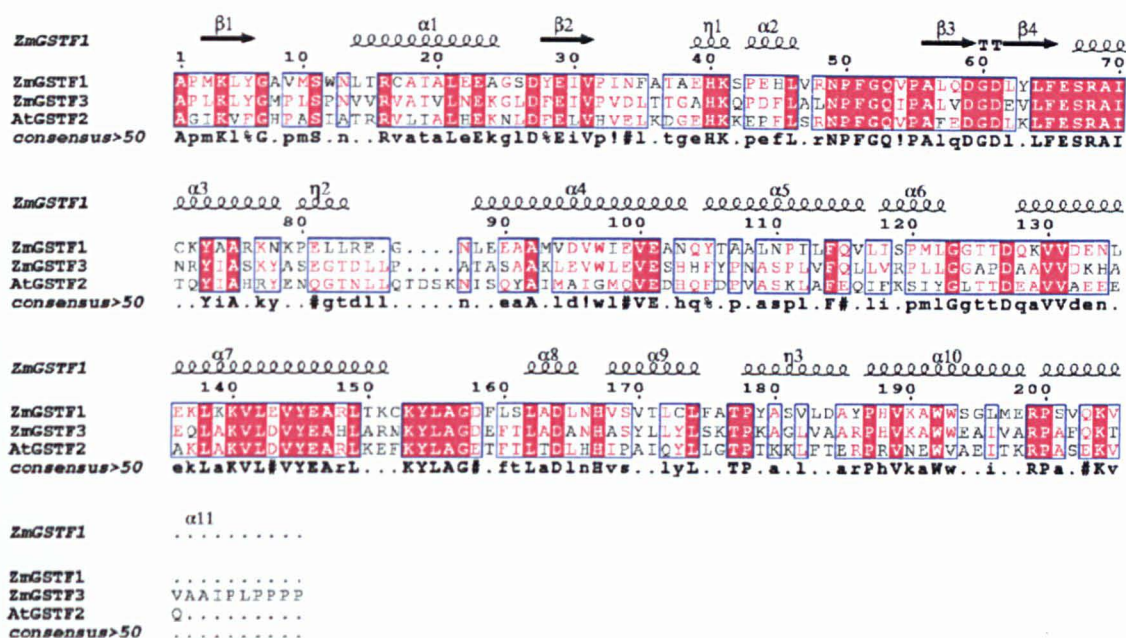 β1 α1 β2 η1 α2 β3 β4
ZmGSTF1 TT
1 10 20 30 40 50 60 70
ZmGSTF1 APMKLYGAVMSWNLTRCATALEEAGSDYEIVPINFATAEHKSPEHLVRNPFGQVPALQDGDLYLFESRAI
ZmGSTF3 APLKLYGMPLSPNVVRVATVLNEKGLDFEIVPVDLTTGAHKQPDFLALNPFGQVPALVDGDEVLFESRAI
AtGSTF2 AGIKVFGHPASIATRRVLIALHEKNLDFELVHVELKDGEHKKEPFLSRNPFGQVPAFEDGDLKLFESRAI
consensus>50 ApmKl%G.pmS.n..RvataLeEkglD%EiVp!#l.tgeHK.pefL.rNPFGQ!PAlqDGDl.LFESRAI
α3 η2 α4 α5 α6
ZmGSTF1
80 90 100 110 120 130
ZmGSTF1 CKYAARKNKPELLREG....NLEEAAMVDVWIEVEANQYTAALNPILFQVLISPMLGGTTDQKVVDENL
ZmGSTF3 NRYIASKYASEGTDLLP....ATASAAKLEVWLEVESHHFYPNASPLVFQLLVRPLLGGAPDAAVVDKHA
AtGSTF2 TQYIAHRYENQGTNLLQTDSKNISQYAIMAIGMQVEDHQFDPVASKLAFEQIFKSIYGLTTDEAVVAEEE
consensus>50 ..YiA.ky..#gtdll.....n..eaA.ld!wl#VE.hq%.p.aspl.F#.li.pmlGgttDqaVVden.
α7 α8 α9 η3 α10
ZmGSTF1
140 150 160 170 180 190 200
ZmGSTF1 EKLKKVLEVYEARLTKCKYLAGDFLSLADLNHVSVTLCLFATPYASVLDAYPHVKAWWSGLMERPSVQKV
ZmGSTF3 EQLAKVLDVYEAHLARNKYLAGDEFTLADANHASYLLYLSKTPKAGLVAARPHVKAWWEAIVARPAFQKT
AtGSTF2 AKLAKVLDVYEARLKEFKYLAGETFTLTDLHHIPAIQYLLGTPTKKLFTERPRVNEWVAEITKRPASEKV
consensus>50 ekLaKVL#VYEArL...KYLAG#.ftLaDlnHvs..lyL..TP.a.l..arPhVkaWw..i..RPa.#Kv
α11
ZmGSTF1 ..........
ZmGSTF1 ..........
ZmGSTF3 VAAIPLPPPP
AtGSTF2 Q.........
consensus>50 ..........